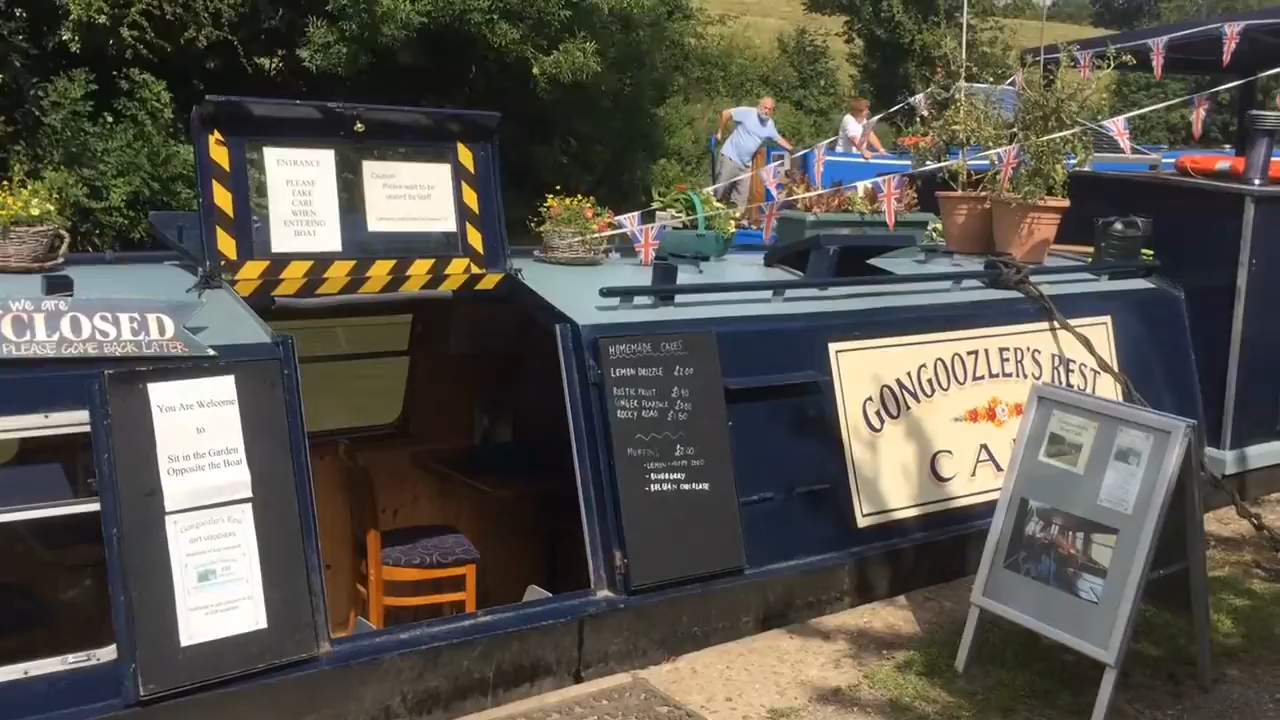 ENTRANCE
PLEASE
TAKE
CARE
WHEN
ENTERING
BOAT
Caution
Please wait to be
seated by Staff
We are
CLOSED
PLEASE COME BACK LATER
You Are Welcome
to
Sit in the Garden
Opposite the Boat
Gongoozler's Rest
GIFT VOUCHERS
HOMEMADE CAKES
LEMON DRIZZLE £2.00
RUSTIC FRUIT
GINGER
ROCKY ROAD £1.50
MUFFINS £2.00
- BLUEBERRY
- BELGIAN CHOCOLATE
GONGOOZLER'S REST
CA